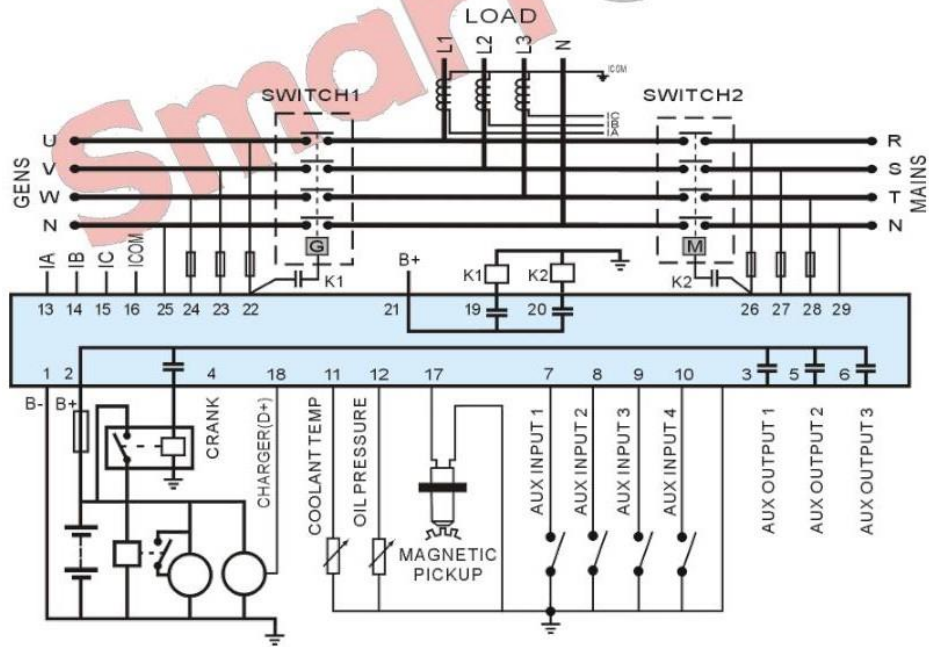 LOAD
L1 L2 L3 N
ICOM
SWITCH1 SWITCH2
IC
IB
IA
GENS
U R
V S
W T
N N
MAINS
G M
IA IB IC ICOM
K1 B+ K1 K2 K2
13 14 15 16 25 24 23 22 21 19 20 26 27 28 29
1 2 4 18 11 12 17 7 8 9 10 3 5 6
B- B+
CRANK
CHARGER(D+)
COOLANT TEMP
OIL PRESSURE
MAGNETIC
PICKUP
AUX INPUT 1
AUX INPUT 2
AUX INPUT 3
AUX INPUT 4
AUX OUTPUT 1
AUX OUTPUT 2
AUX OUTPUT 3